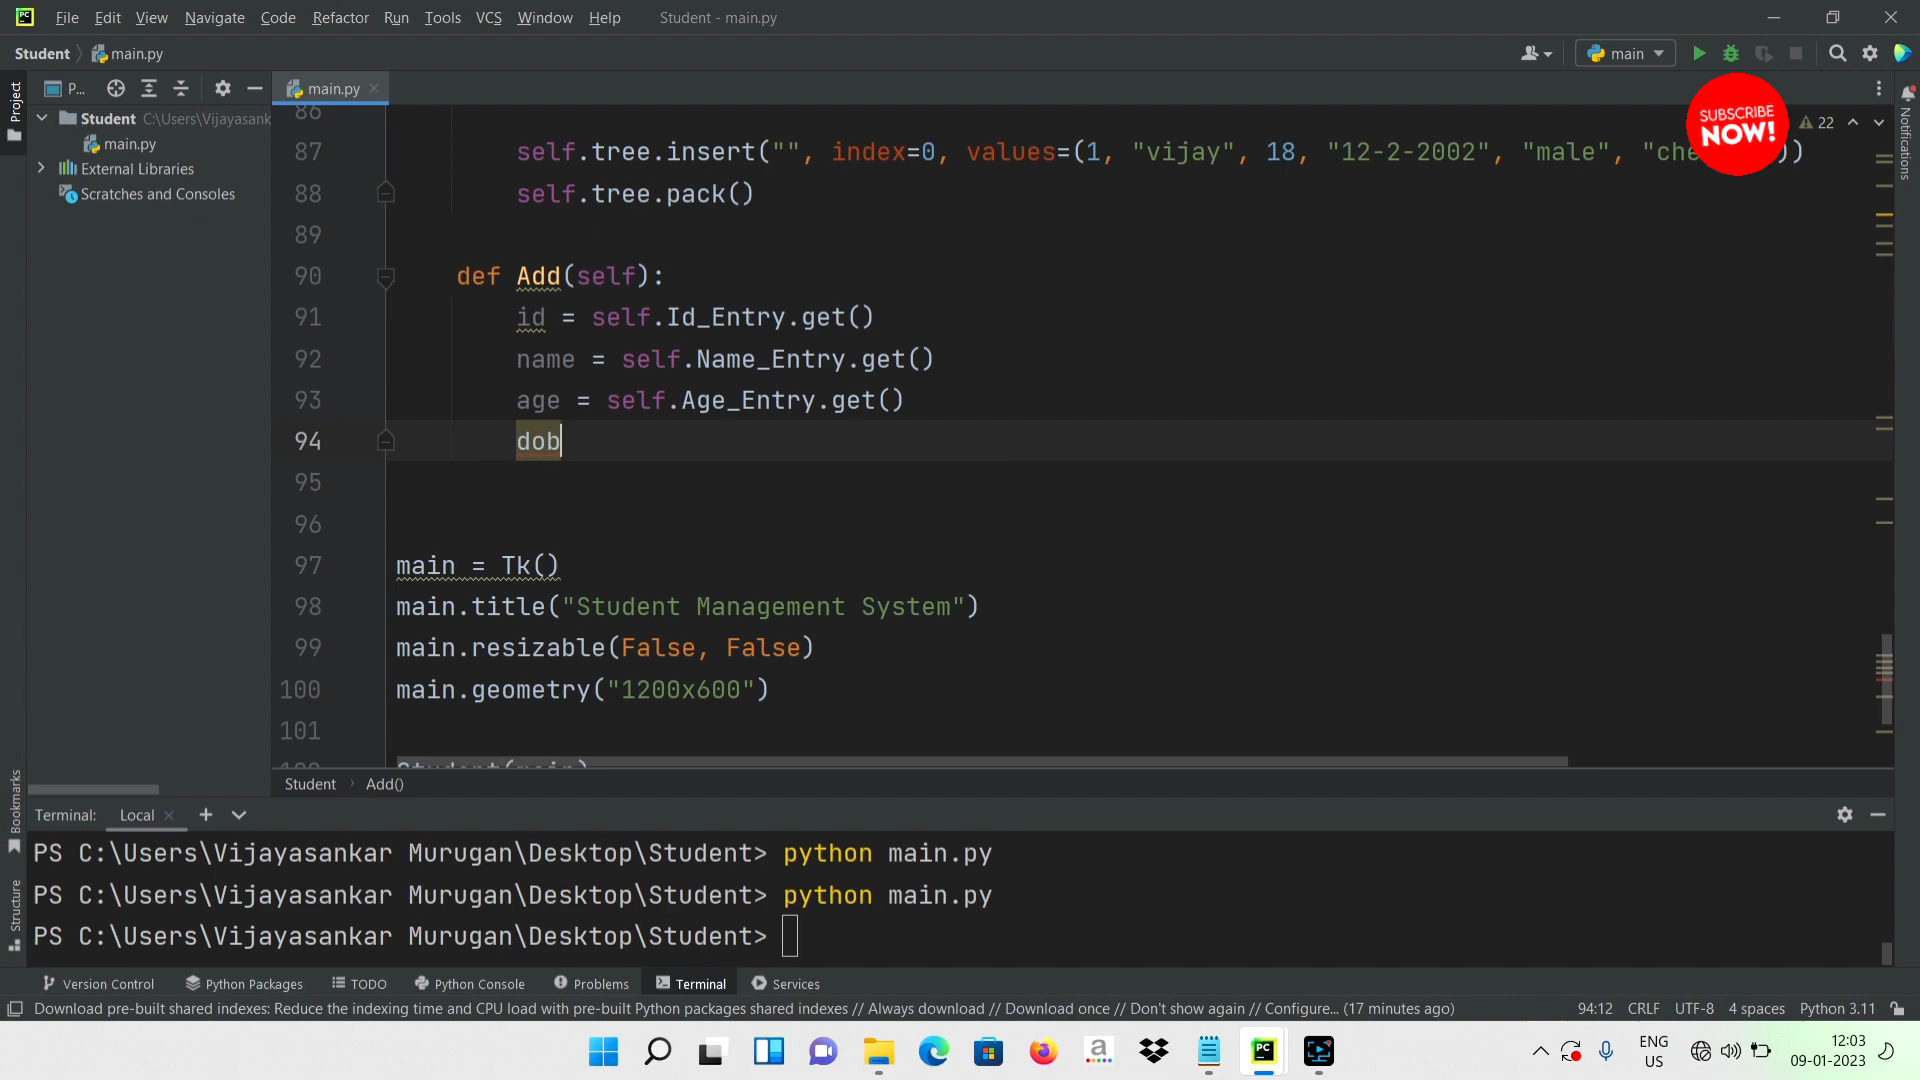 File Edit View Navigate Code Refactor Run Tools VCS Window Help Student - main.py
Student main.py main
Project P... main.py
SUBSCRIBE
NOW!
22
Notifications
Student C:\Users\Vijayasank
main.py
External Libraries
Scratches and Consoles
86
87 self.tree.insert("", index=0, values=(1, "vijay", 18, "12-2-2002", "male", "che ))
88 self.tree.pack()
89
90 def Add(self):
91 id = self.Id_Entry.get()
92 name = self.Name_Entry.get()
93 age = self.Age_Entry.get()
94 dob
95
96
97 main = Tk()
98 main.title("Student Management System")
99 main.resizable(False, False)
100 main.geometry("1200x600")
101
Student(main)
Student Add()
Bookmarks
Structure
Terminal: Local
PS C:\Users\Vijayasankar Murugan\Desktop\Student> python main.py
PS C:\Users\Vijayasankar Murugan\Desktop\Student> python main.py
PS C:\Users\Vijayasankar Murugan\Desktop\Student>
Version Control Python Packages TODO Python Console Problems Terminal Services
Download pre-built shared indexes: Reduce the indexing time and CPU load with pre-built Python packages shared indexes // Always download // Download once // Don't show again // Configure... (17 minutes ago) 94:12 CRLF UTF-8 4 spaces Python 3.11
ENG
US
12:03
09-01-2023